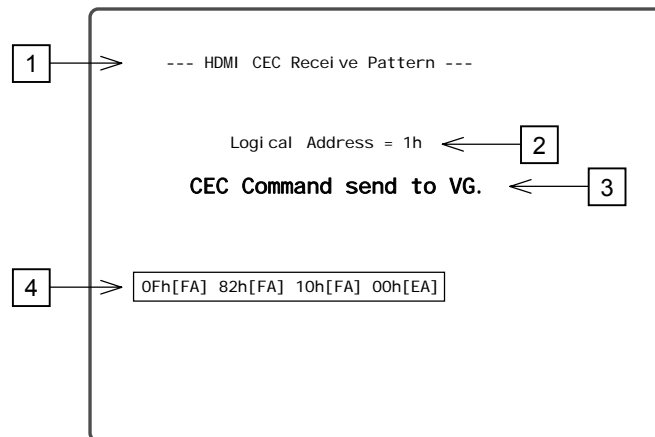 1
--- HDMI CEC Receive Pattern ---
Logical Address = 1h
2
CEC Command send to VG.
3
4
0Fh[FA] 82h[FA] 10h[FA] 00h[EA]